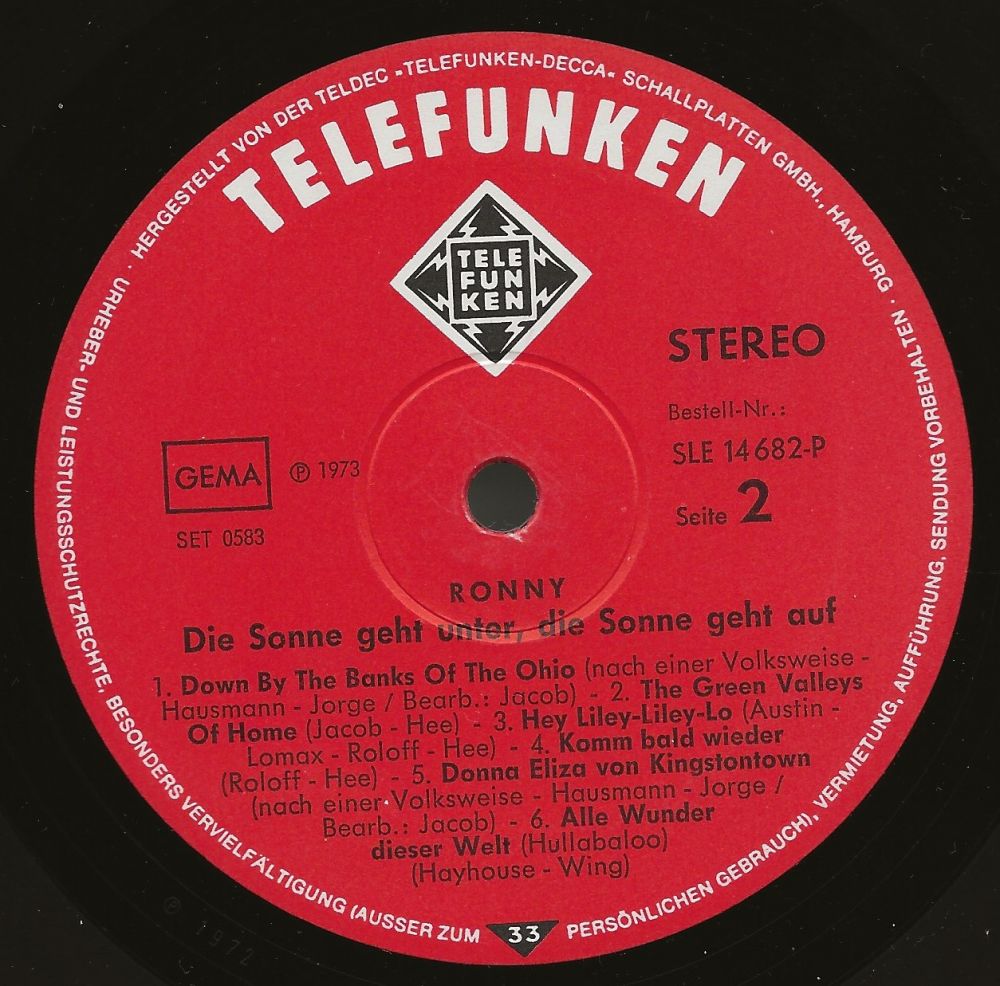 HERGESTELLT VON DER TELDEC »TELEFUNKEN-DECCA« SCHALLPLATTEN GMBH., HAMBURG · URHEBER- UND LEISTUNGSSCHUTZRECHTE, BESONDERS VERVIELFÄLTIGUNG (AUSSER ZUM PERSÖNLICHEN GEBRAUCH), VERMIETUNG, AUFFÜHRUNG, SENDUNG VORBEHALTEN ·
TELEFUNKEN
TELE
FUN
KEN
STEREO
Bestell-Nr.:
SLE 14 682-P
Seite 2
GEMA
℗ 1973
SET 0583
RONNY
Die Sonne geht unter, die Sonne geht auf
1. Down By The Banks Of The Ohio (nach einer Volksweise -
Hausmann - Jorge / Bearb.: Jacob) - 2. The Green Valleys
Of Home (Jacob - Hee) - 3. Hey Liley-Liley-Lo (Austin -
Lomax - Roloff - Hee) - 4. Komm bald wieder
(Roloff - Hee) - 5. Donna Eliza von Kingstontown
(nach einer Volksweise - Hausmann - Jorge /
Bearb.: Jacob) - 6. Alle Wunder
dieser Welt (Hullabaloo)
(Hayhouse - Wing)
33
℗ 1972